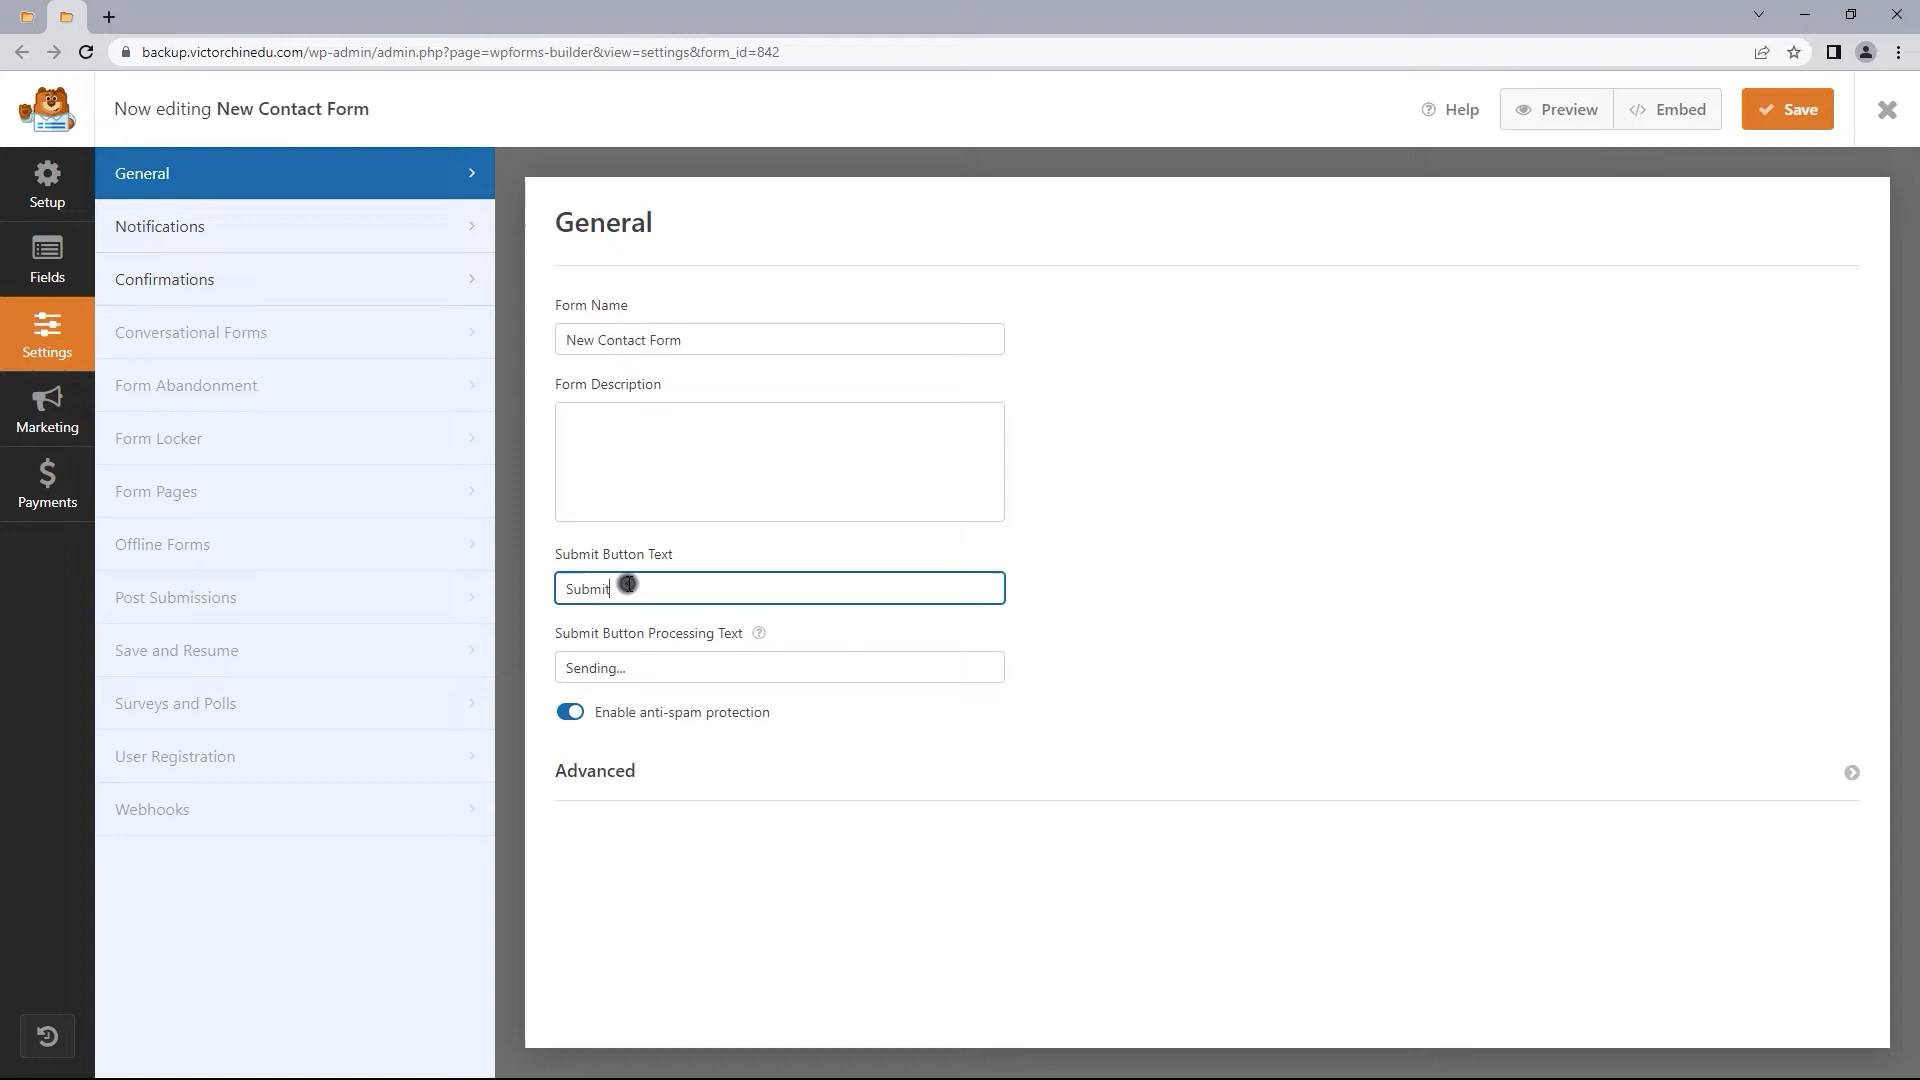 backup.victorchinedu.com/wp-admin/admin.php?page=wpforms-builder&view=settings&form_id=842
Now editing New Contact Form
Help
Preview
Embed
Save
Setup
Fields
Settings
Marketing
Payments
General
Notifications
Confirmations
Conversational Forms
Form Abandonment
Form Locker
Form Pages
Offline Forms
Post Submissions
Save and Resume
Surveys and Polls
User Registration
Webhooks
General
Form Name
New Contact Form
Form Description
Submit Button Text
Submit
Submit Button Processing Text
Sending...
Enable anti-spam protection
Advanced